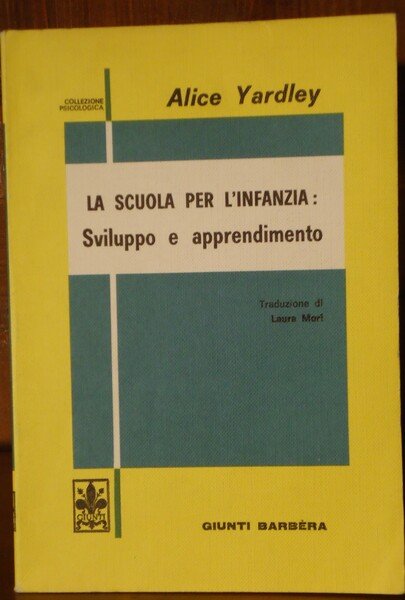 COLLEZIONE
PSICOLOGICA
Alice Yardley
LA SCUOLA PER L'INFANZIA:
Sviluppo e apprendimento
Traduzione di
Laura Mori
GIUNTI
GIUNTI BARBÈRA